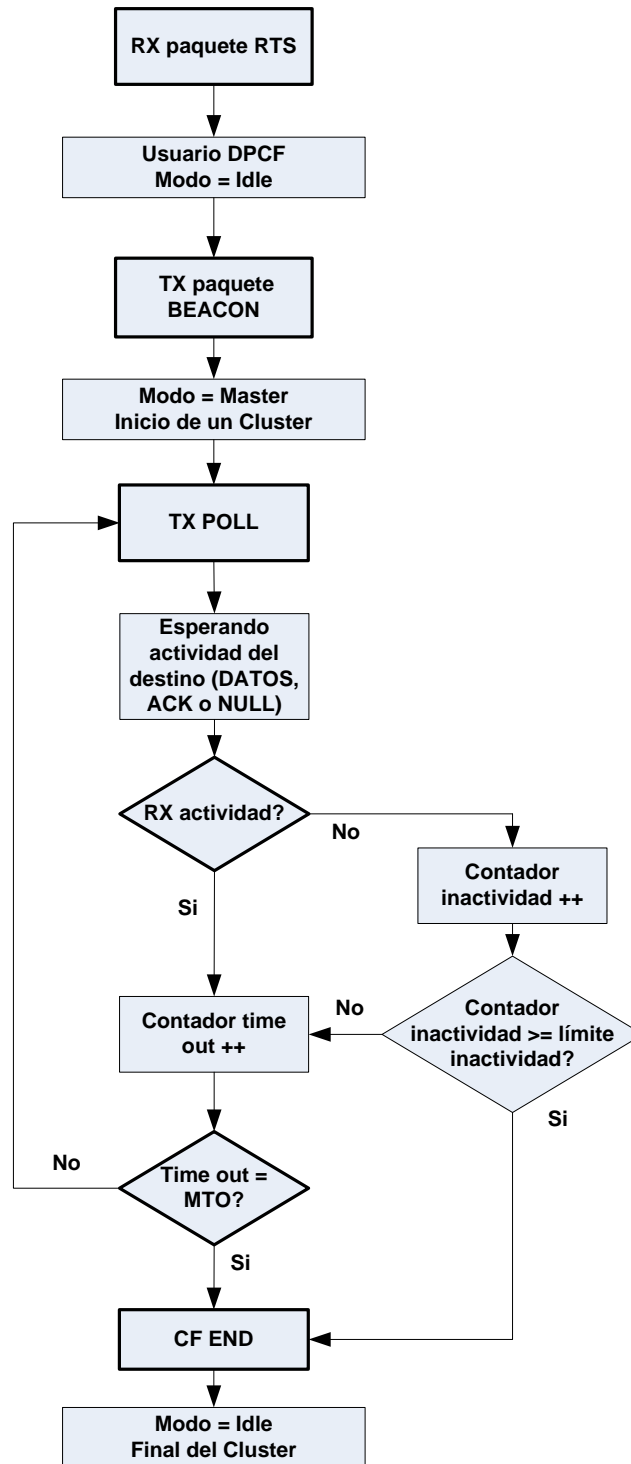 RX paquete RTS
Usuario DPCF
Modo = Idle
TX paquete
BEACON
Modo = Master
Inicio de un Cluster
TX POLL
Esperando
actividad del
destino (DATOS,
ACK o NULL)
RX actividad?
No
Contador
inactividad ++
Si
Contador time
out ++
No
Contador
inactividad >= límite
inactividad?
Si
No
Time out =
MTO?
Si
CF END
Modo = Idle
Final del Cluster